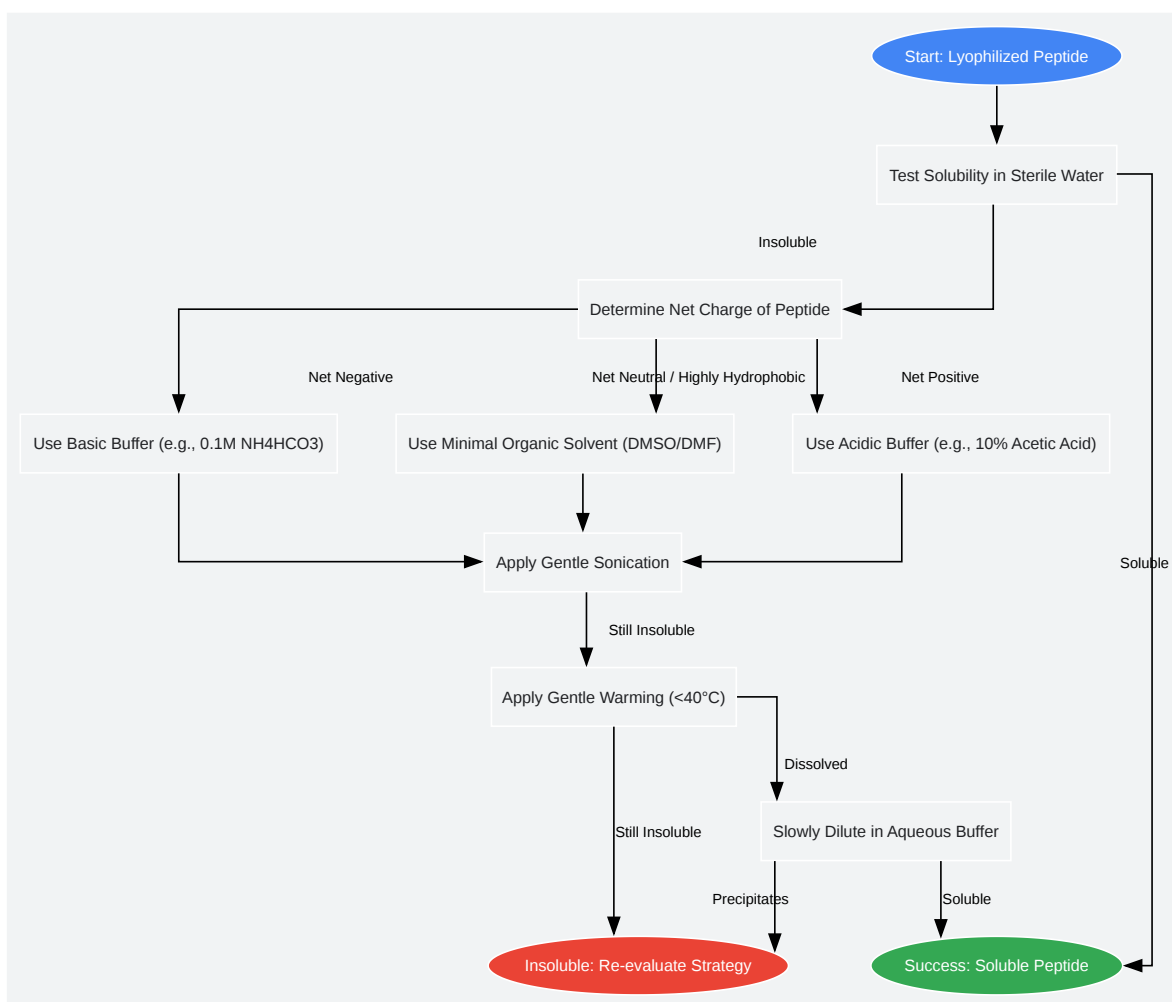 Start: Lyophilized Peptide
Test Solubility in Sterile Water
Insoluble
Determine Net Charge of Peptide
Net Negative
Net Neutral / Highly Hydrophobic
Net Positive
Use Basic Buffer (e.g., 0.1M NH4HCO3)
Use Minimal Organic Solvent (DMSO/DMF)
Use Acidic Buffer (e.g., 10% Acetic Acid)
Apply Gentle Sonication
Soluble
Still Insoluble
Apply Gentle Warming (<40°C)
Dissolved
Slowly Dilute in Aqueous Buffer
Still Insoluble
Precipitates
Soluble
Insoluble: Re-evaluate Strategy
Success: Soluble Peptide